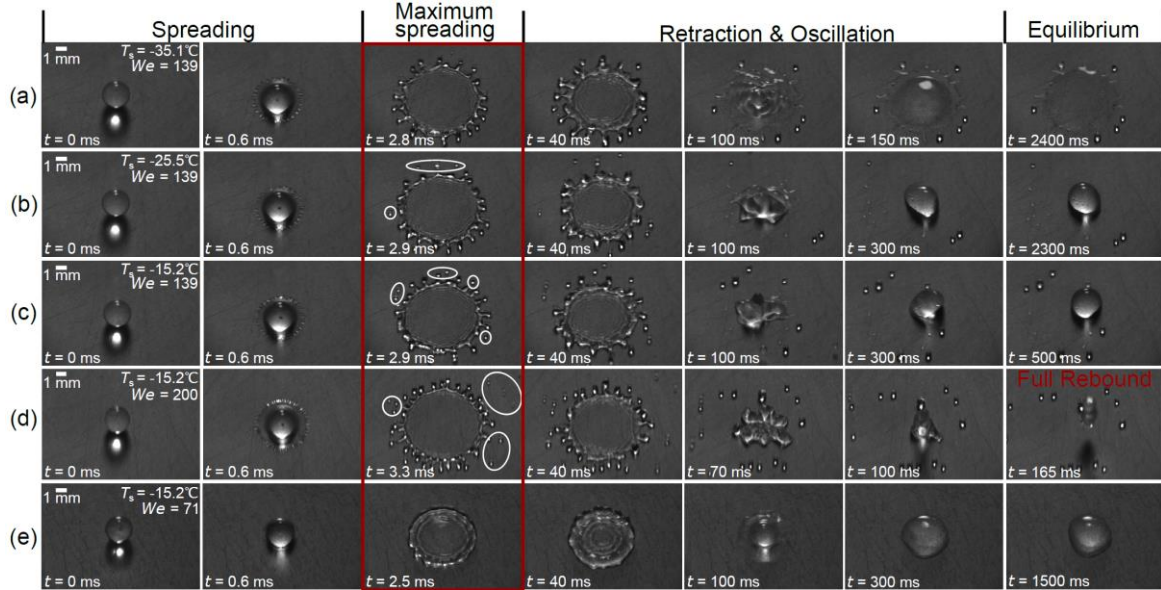 Spreading
Maximum
spreading
Retraction & Oscillation
Equilibrium
(a)
1 mm
Tₛ = -35.1℃
We = 139
t = 0 ms
t = 0.6 ms
t = 2.8 ms
t = 40 ms
t = 100 ms
t = 150 ms
t = 2400 ms
(b)
1 mm
Tₛ = -25.5℃
We = 139
t = 0 ms
t = 0.6 ms
t = 2.9 ms
t = 40 ms
t = 100 ms
t = 300 ms
t = 2300 ms
(c)
1 mm
Tₛ = -15.2℃
We = 139
t = 0 ms
t = 0.6 ms
t = 2.9 ms
t = 40 ms
t = 100 ms
t = 300 ms
t = 500 ms
(d)
1 mm
Tₛ = -15.2℃
We = 200
Full Rebound
t = 0 ms
t = 0.6 ms
t = 3.3 ms
t = 40 ms
t = 70 ms
t = 100 ms
t = 165 ms
(e)
1 mm
Tₛ = -15.2℃
We = 71
t = 0 ms
t = 0.6 ms
t = 2.5 ms
t = 40 ms
t = 100 ms
t = 300 ms
t = 1500 ms